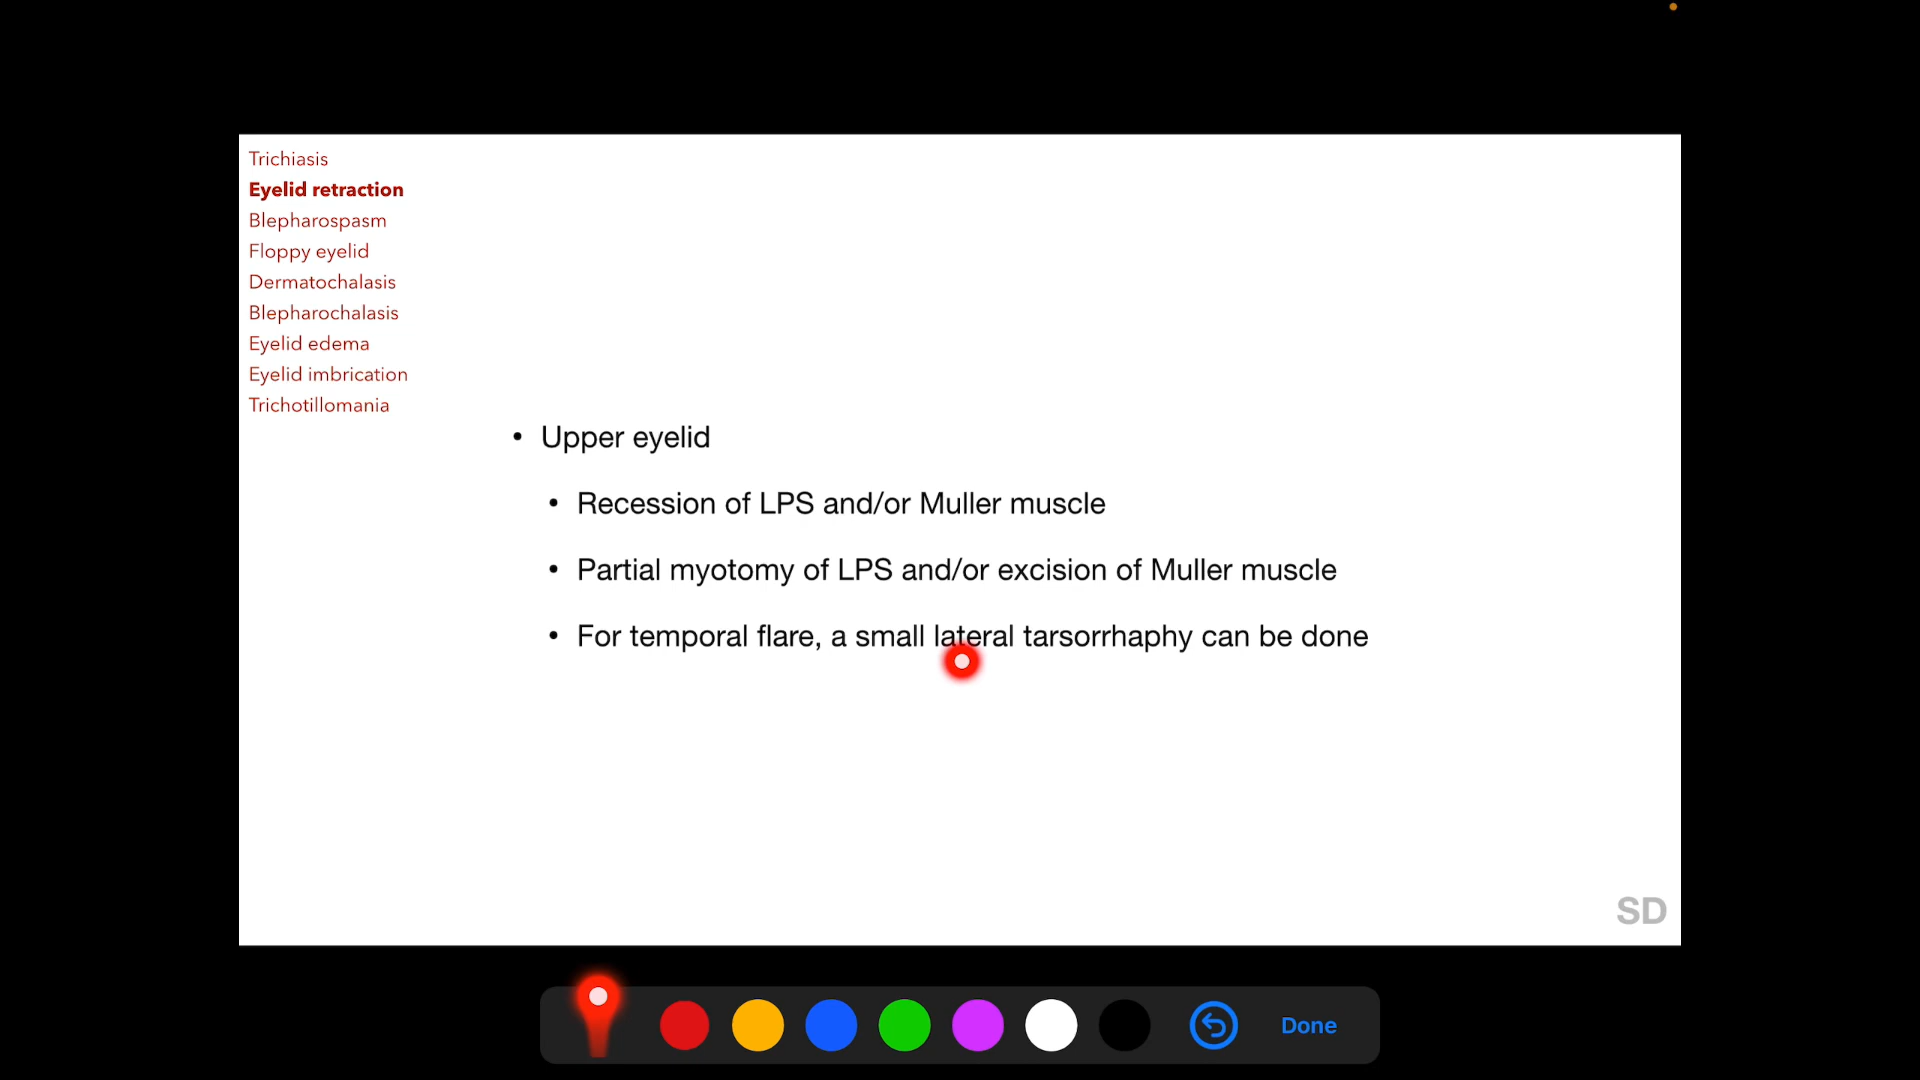 Trichiasis
Eyelid retraction
Blepharospasm
Floppy eyelid
Dermatochalasis
Blepharochalasis
Eyelid edema
Eyelid imbrication
Trichotillomania
• Upper eyelid
• Recession of LPS and/or Muller muscle
• Partial myotomy of LPS and/or excision of Muller muscle
• For temporal flare, a small lateral tarsorrhaphy can be done
SD
Done